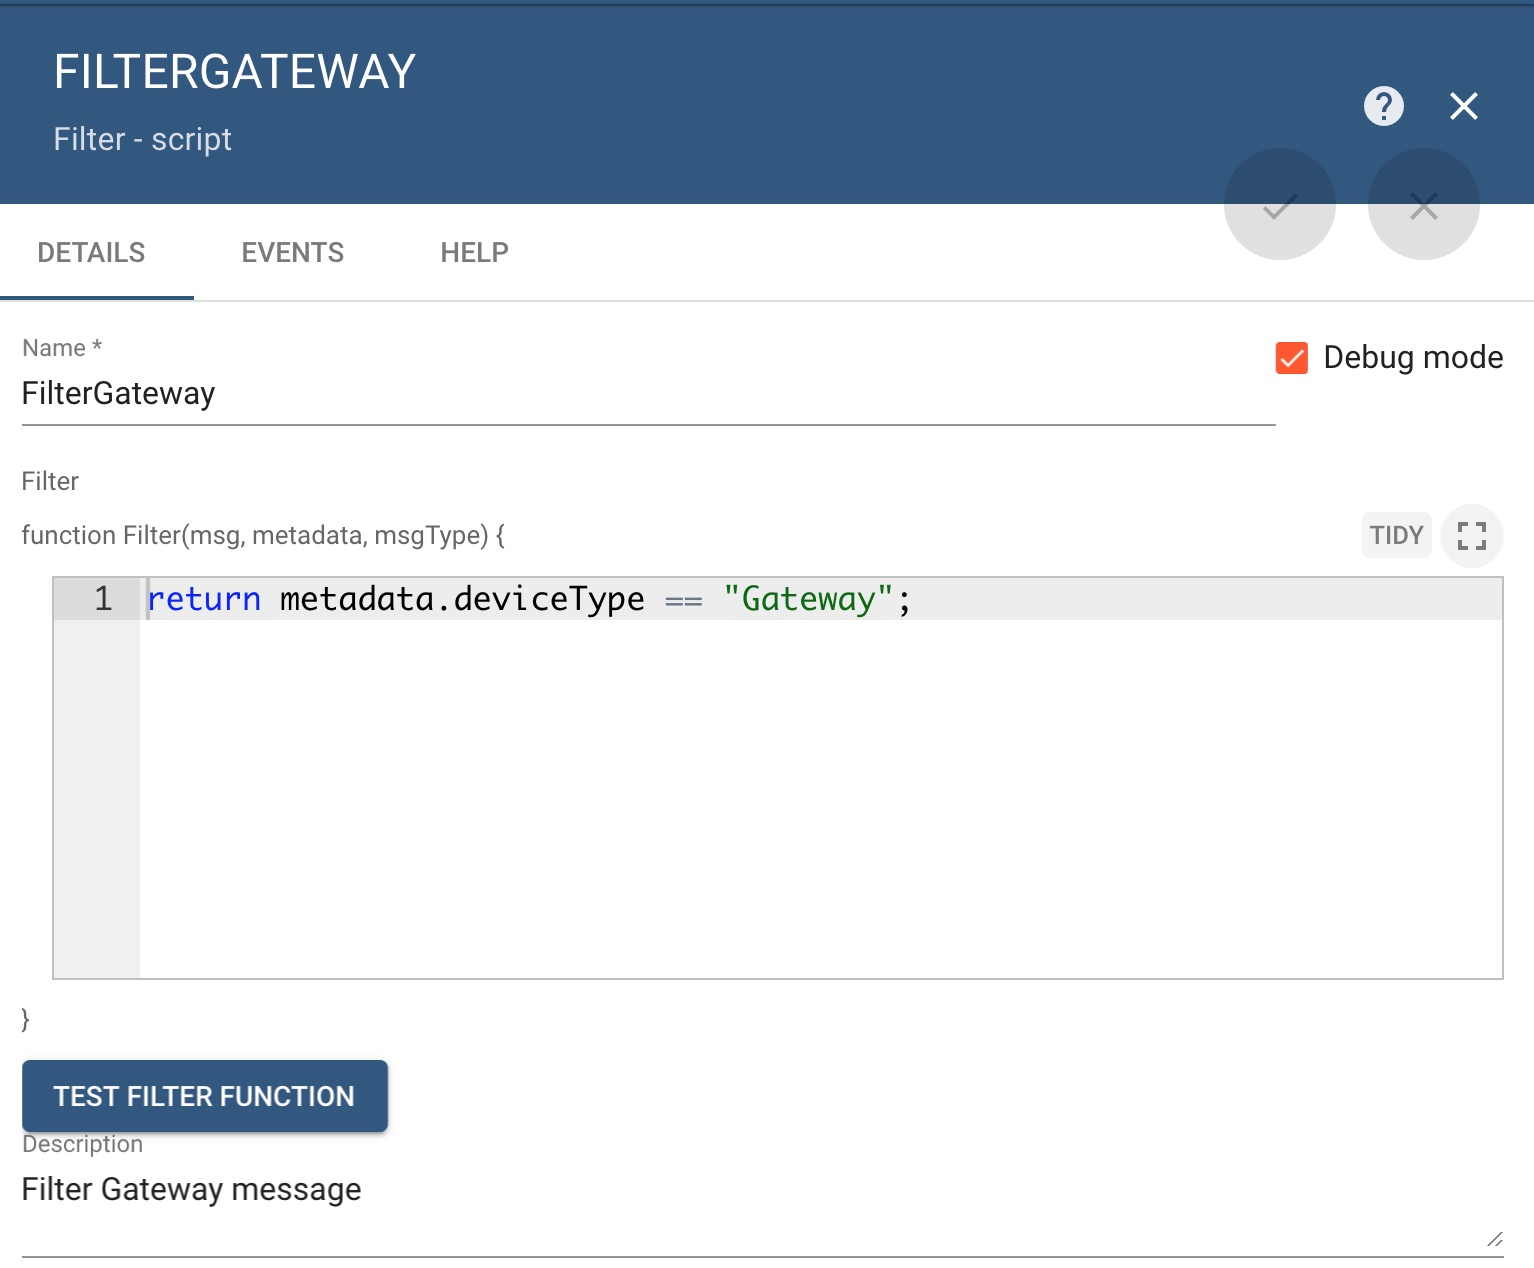 FILTERGATEWAY
Filter - script
?
DETAILS EVENTS HELP
Name *
Debug mode
FilterGateway
Filter
function Filter(msg, metadata, msgType) {
TIDY
1 return metadata.deviceType == "Gateway";
}
TEST FILTER FUNCTION
Description
Filter Gateway message